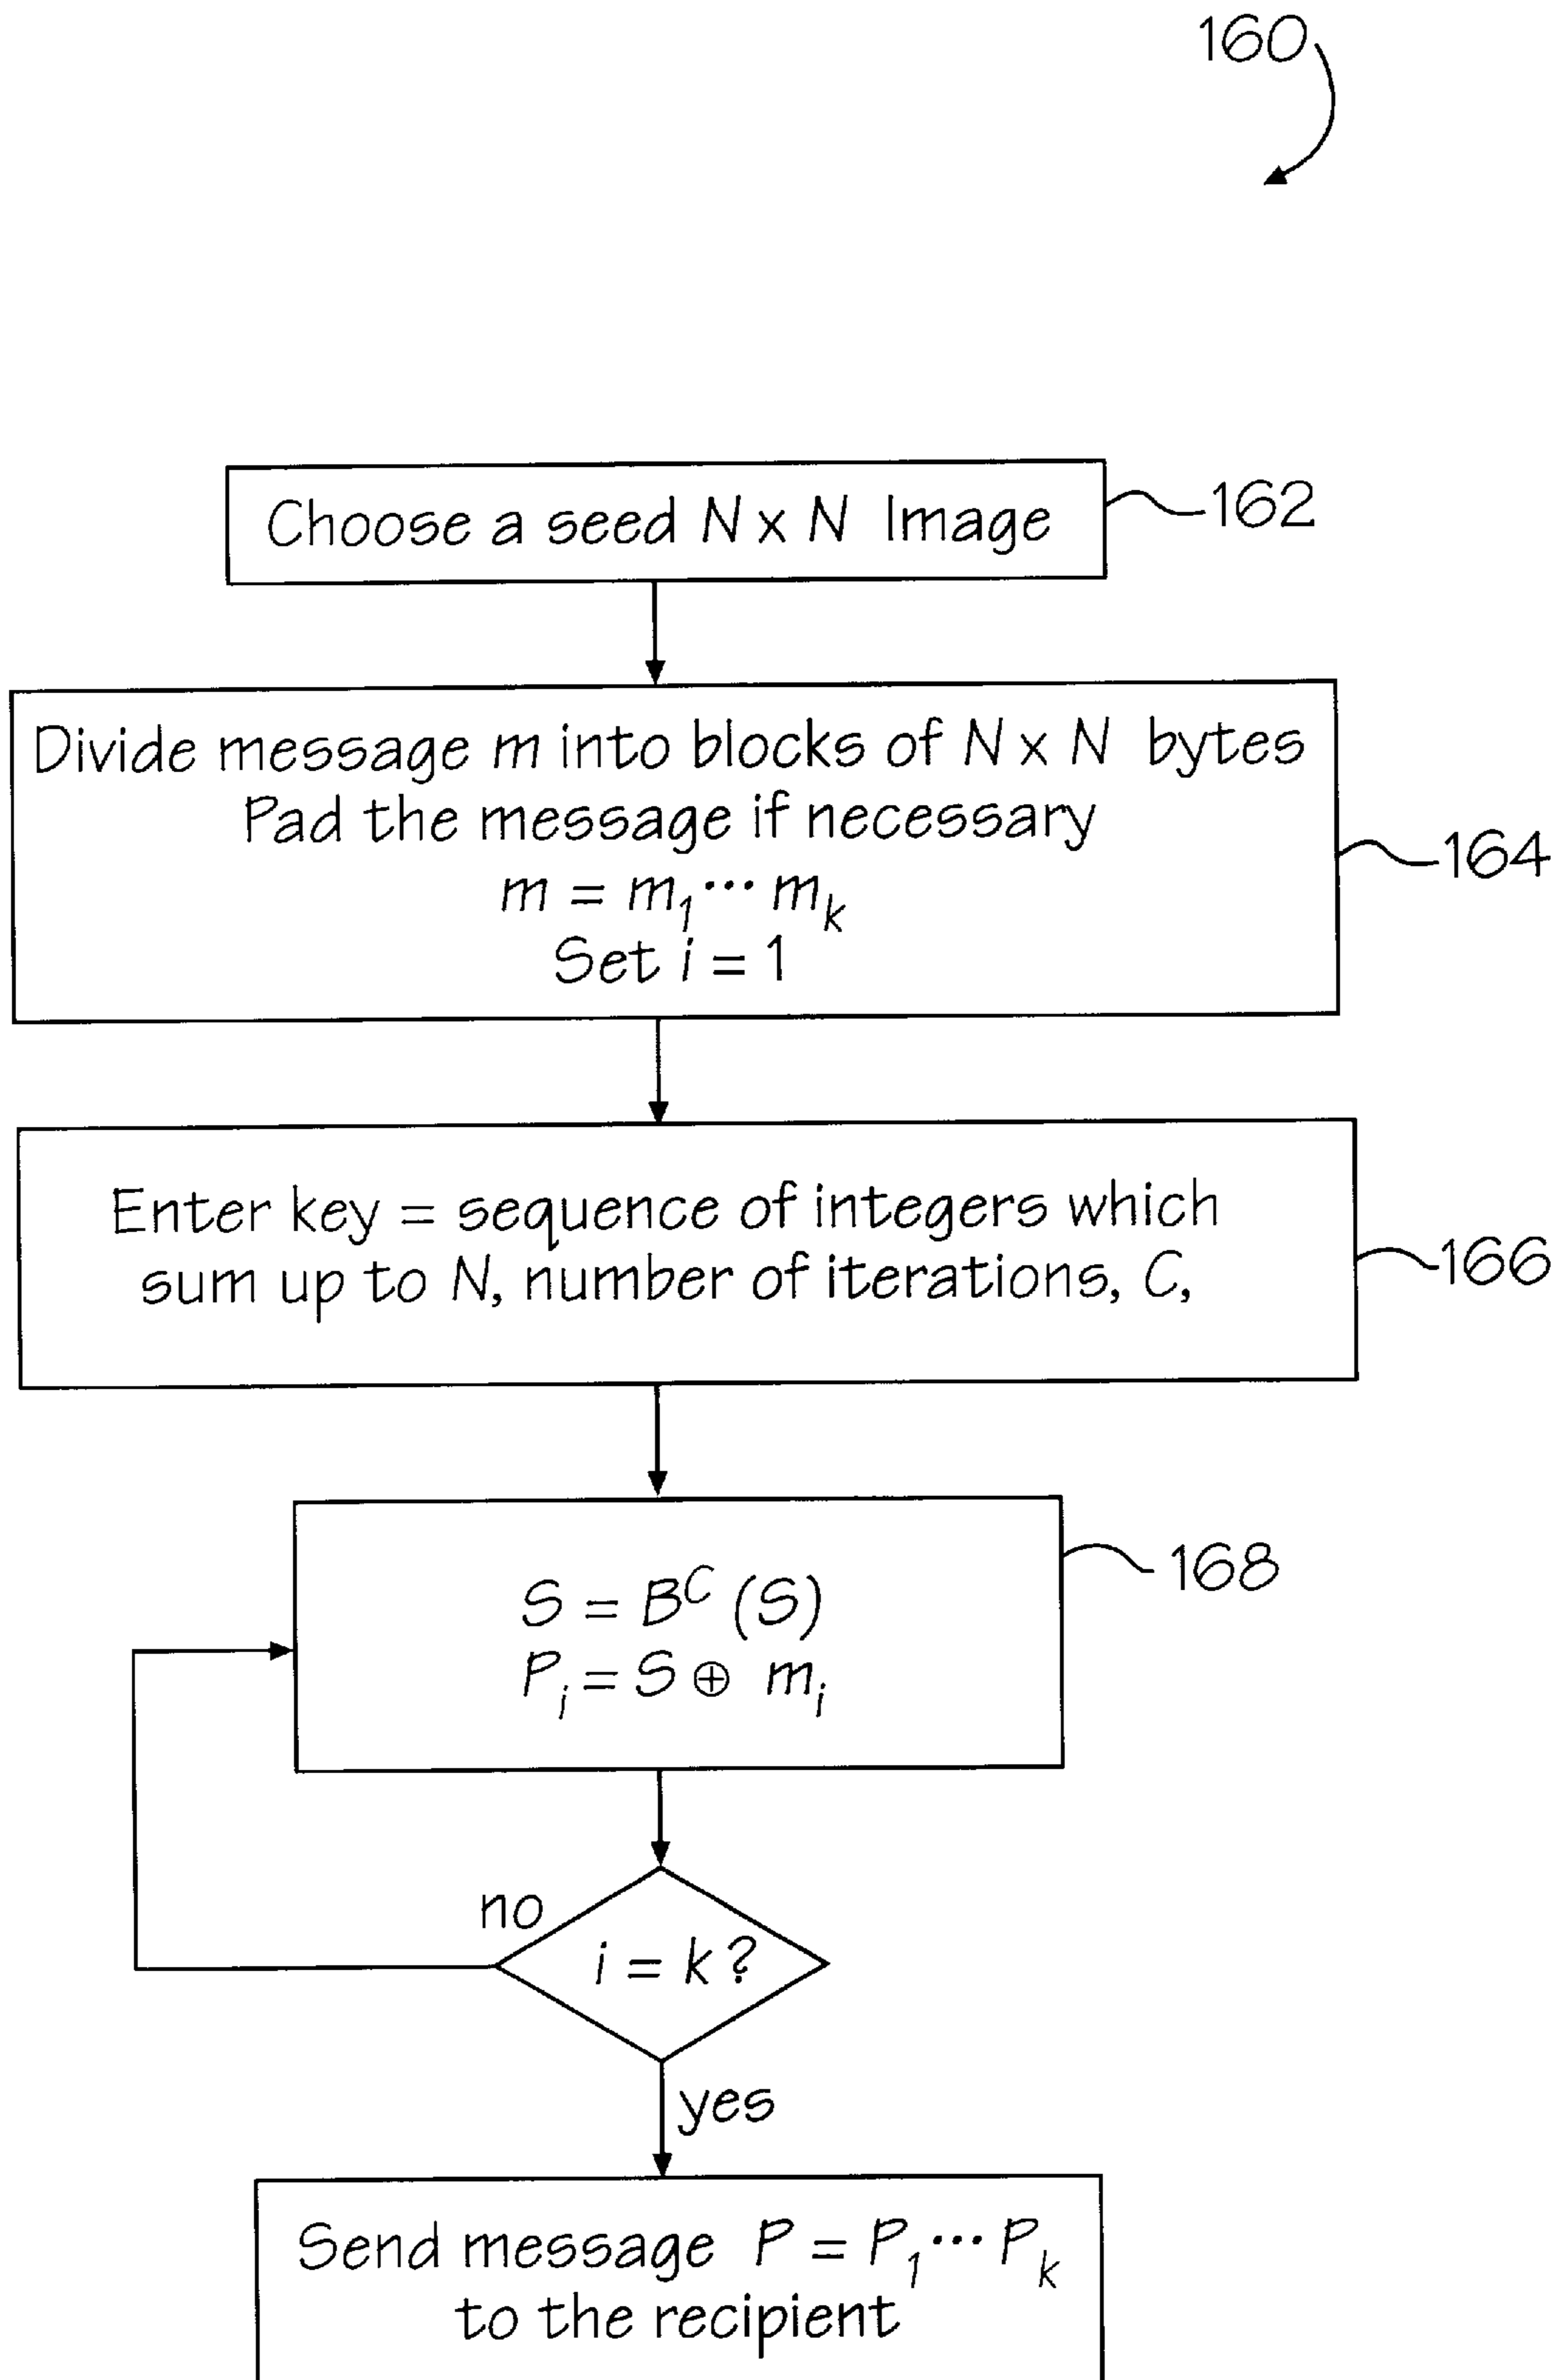 160
Choose a seed N x N Image
162
Divide message m into blocks of N x N bytes
Pad the message if necessary
m = m₁ ··· mₖ
Set i = 1
164
Enter key = sequence of integers which
sum up to N, number of iterations, C,
166
S = B^C (S)
Pᵢ = S ⊕ mᵢ
168
no
i = k ?
yes
Send message P = P₁ ··· Pₖ
to the recipient